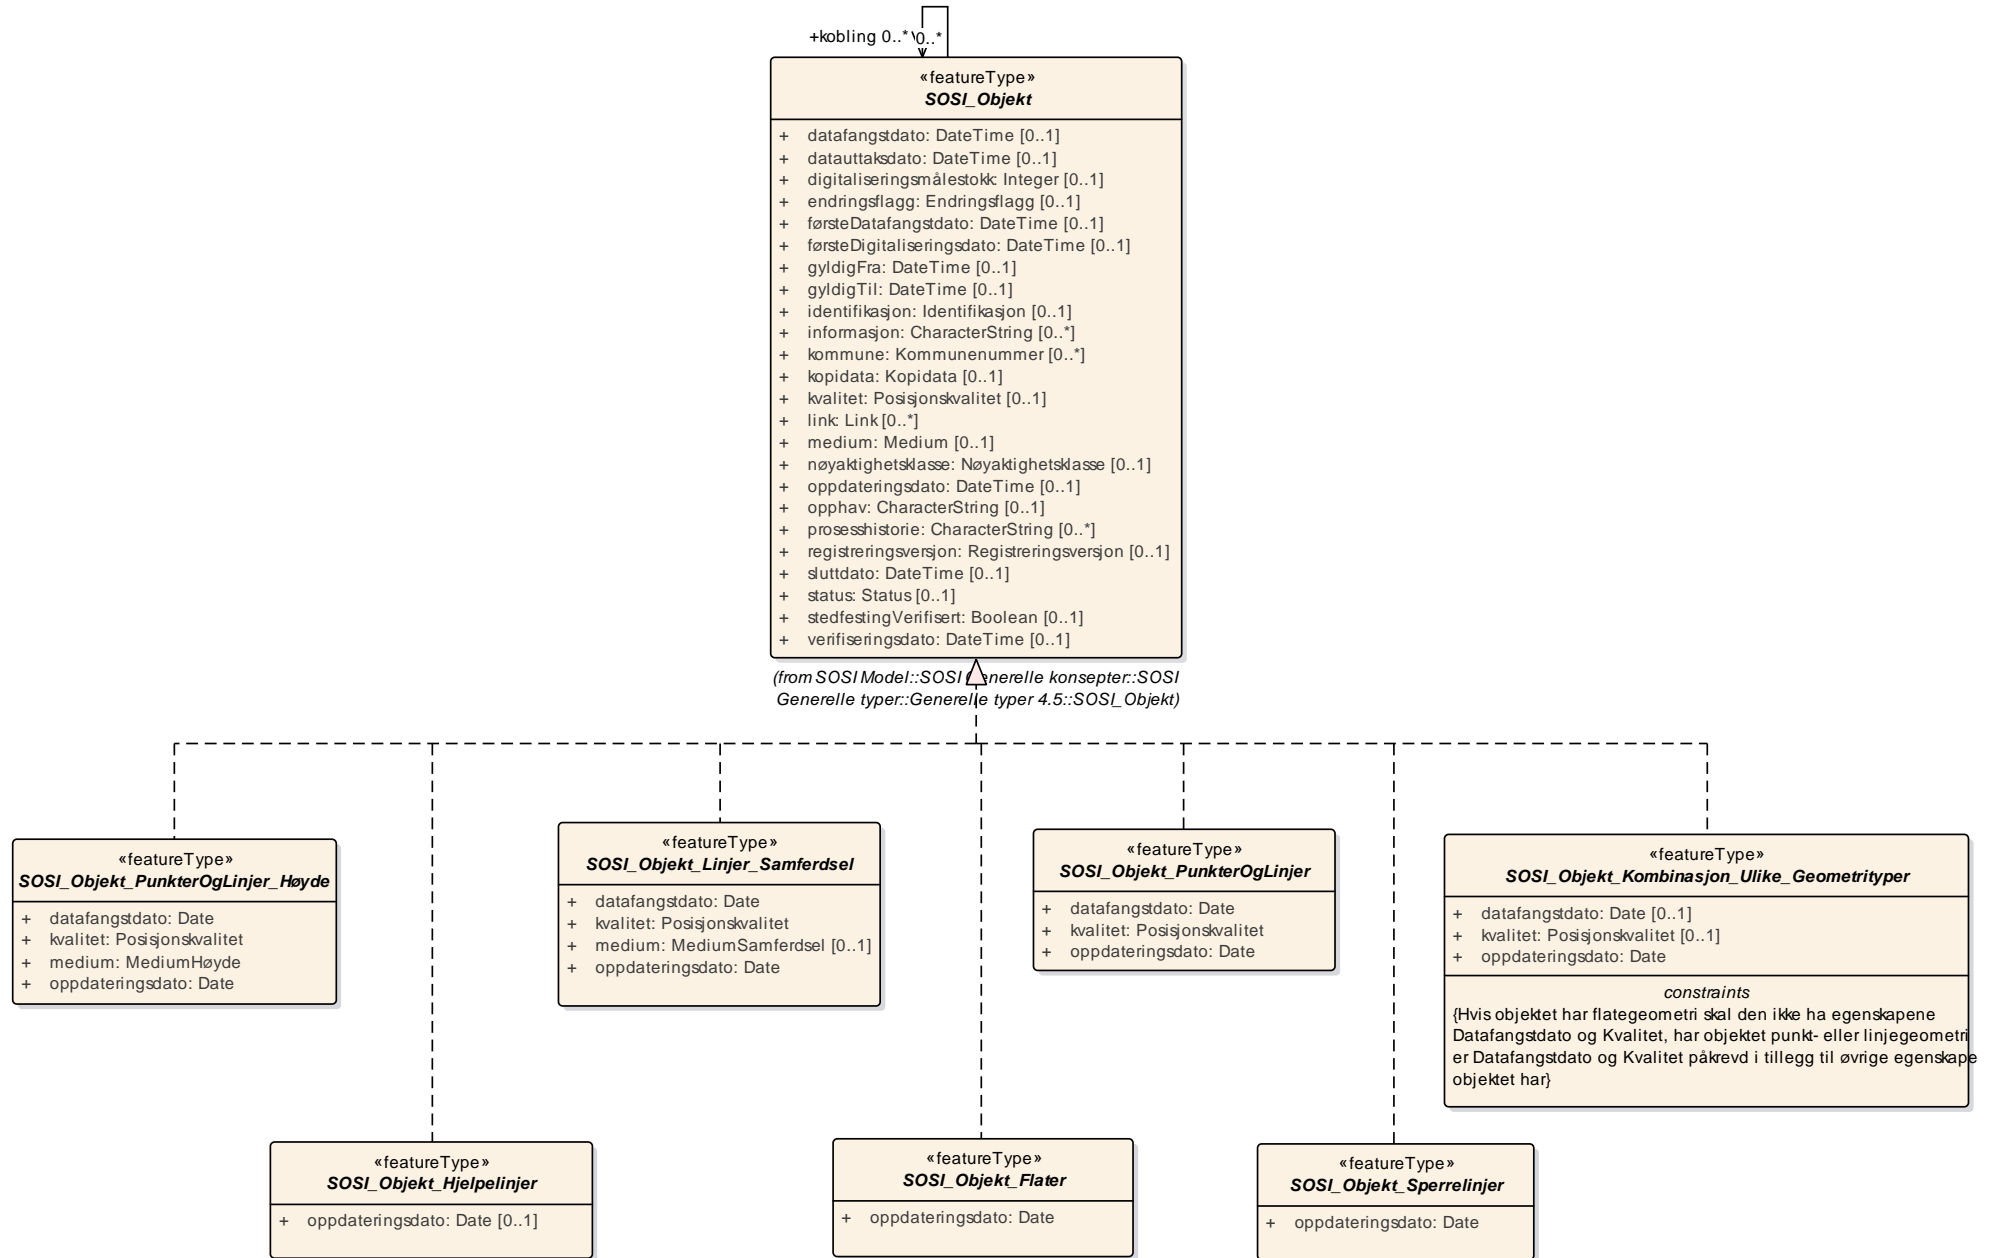 +kobling 0..*
0..*
«featureType»
SOSI_Objekt
+ datafangstdato: DateTime [0..1]
+ datauttaksdato: DateTime [0..1]
+ digitaliseringsmålestokk: Integer [0..1]
+ endringsflagg: Endringsflagg [0..1]
+ førsteDatafangstdato: DateTime [0..1]
+ førsteDigitaliseringsdato: DateTime [0..1]
+ gyldigFra: DateTime [0..1]
+ gyldigTil: DateTime [0..1]
+ identifikasjon: Identifikasjon [0..1]
+ informasjon: CharacterString [0..*]
+ kommune: Kommunenummer [0..*]
+ kopidata: Kopidata [0..1]
+ kvalitet: Posisjonskvalitet [0..1]
+ link: Link [0..*]
+ medium: Medium [0..1]
+ nøyaktighetsklasse: Nøyaktighetsklasse [0..1]
+ oppdateringsdato: DateTime [0..1]
+ opphav: CharacterString [0..1]
+ prosesshistorie: CharacterString [0..*]
+ registreringsversjon: Registreringsversjon [0..1]
+ sluttdato: DateTime [0..1]
+ status: Status [0..1]
+ stedfestingVerifisert: Boolean [0..1]
+ verifiseringsdato: DateTime [0..1]
(from SOSI Model::SOSI Generelle konsepter::SOSI
Generelle typer::Generelle typer 4.5::SOSI_Objekt)
«featureType»
SOSI_Objekt_PunkterOgLinjer_Høyde
+ datafangstdato: Date
+ kvalitet: Posisjonskvalitet
+ medium: MediumHøyde
+ oppdateringsdato: Date
«featureType»
SOSI_Objekt_Linjer_Samferdsel
+ datafangstdato: Date
+ kvalitet: Posisjonskvalitet
+ medium: MediumSamferdsel [0..1]
+ oppdateringsdato: Date
«featureType»
SOSI_Objekt_PunkterOgLinjer
+ datafangstdato: Date
+ kvalitet: Posisjonskvalitet
+ oppdateringsdato: Date
«featureType»
SOSI_Objekt_Kombinasjon_Ulike_Geometrityper
+ datafangstdato: Date [0..1]
+ kvalitet: Posisjonskvalitet [0..1]
+ oppdateringsdato: Date
constraints
{Hvis objektet har flategeometri skal den ikke ha egenskapene
Datafangstdato og Kvalitet, har objektet punkt- eller linjegeometri
er Datafangstdato og Kvalitet påkrevd i tillegg til øvrige egenskape
objektet har}
«featureType»
SOSI_Objekt_Hjelpelinjer
+ oppdateringsdato: Date [0..1]
«featureType»
SOSI_Objekt_Flater
+ oppdateringsdato: Date
«featureType»
SOSI_Objekt_Sperrelinjer
+ oppdateringsdato: Date